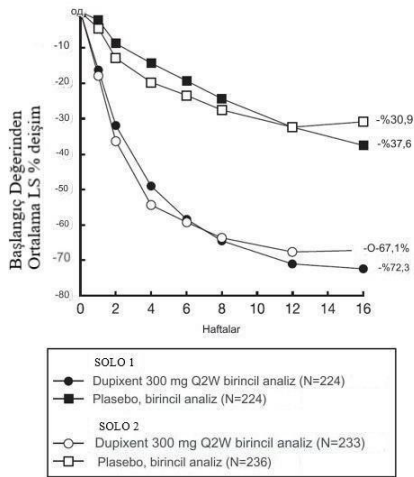 Başlangıç Değerinden
Ortalama LS % deişim
0
-10
-20
-30
-40
-50
-60
-70
-80
-%30,9
-%37,6
-O-67,1%
-%72,3
0 2 4 6 8 10 12 14 16
Haftalar
SOLO 1
Dupixent 300 mg Q2W birincil analiz (N=224)
Plasebo, birincil analiz (N=224)
SOLO 2
Dupixent 300 mg Q2W birincil analiz (N=233)
Plasebo, birincil analiz (N=236)